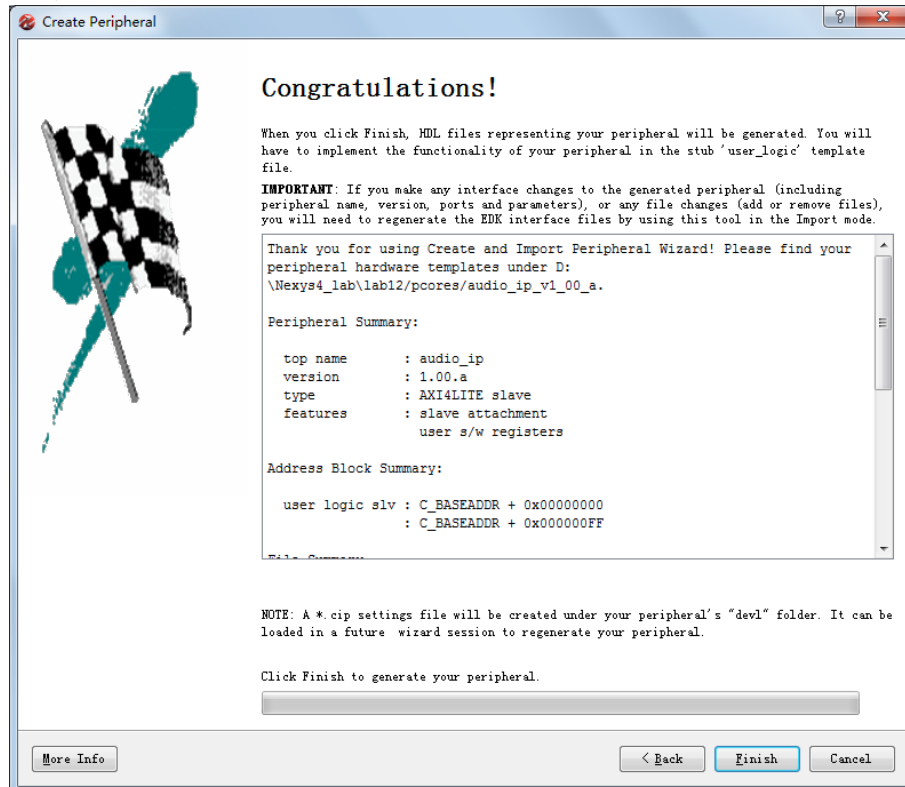 Create Peripheral
?
Congratulations!
When you click Finish, HDL files representing your peripheral will be generated. You will
have to implement the functionality of your peripheral in the stub 'user_logic' template
file.
IMPORTANT: If you make any interface changes to the generated peripheral (including
peripheral name, version, ports and parameters), or any file changes (add or remove files),
you will need to regenerate the EDK interface files by using this tool in the Import mode.
Thank you for using Create and Import Peripheral Wizard! Please find your
peripheral hardware templates under D:
\Nexys4_lab\lab12/pcores/audio_ip_v1_00_a.
Peripheral Summary:
top name : audio_ip
version : 1.00.a
type : AXI4LITE slave
features : slave attachment
user s/w registers
Address Block Summary:
user logic slv : C_BASEADDR + 0x00000000
: C_BASEADDR + 0x000000FF
File Summary
NOTE: A *.cip settings file will be created under your peripheral's "devl" folder. It can be
loaded in a future wizard session to regenerate your peripheral.
Click Finish to generate your peripheral.
More Info
< Back
Finish
Cancel